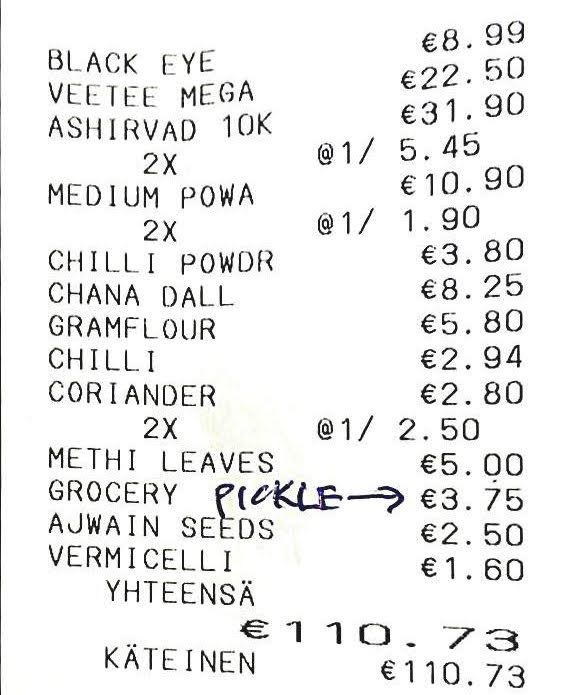 BLACK EYE €8.99
VEETEE MEGA €22.50
ASHIRVAD 10K €31.90
2X @1/ 5.45
MEDIUM POWA €10.90
2X @1/ 1.90
CHILLI POWDR €3.80
CHANA DALL €8.25
GRAMFLOUR €5.80
CHILLI €2.94
CORIANDER €2.80
2X @1/ 2.50
METHI LEAVES €5.00
GROCERY PICKLE → €3.75
AJWAIN SEEDS €2.50
VERMICELLI €1.60
YHTEENSÄ
€110.73
KÄTEINEN €110.73